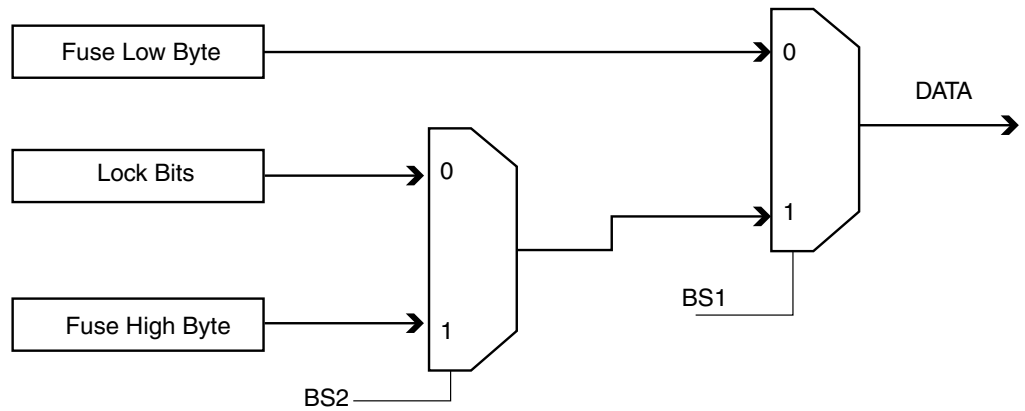 Fuse Low Byte
0
DATA
Lock Bits
0
1
BS1
Fuse High Byte
1
BS2